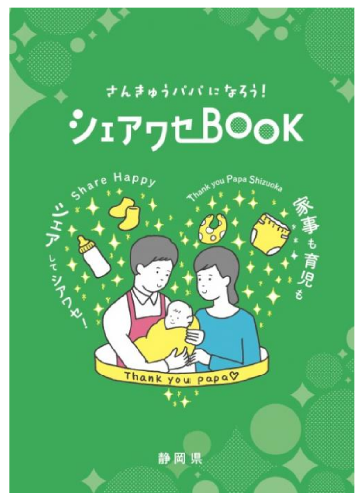 さんきゅうパパになろう!
シェアワセBOOK
Share Happy
Thank you Papa Shizuoka
シェアしてシアワセー
家事も育児も
Thank you papa♡
静岡県